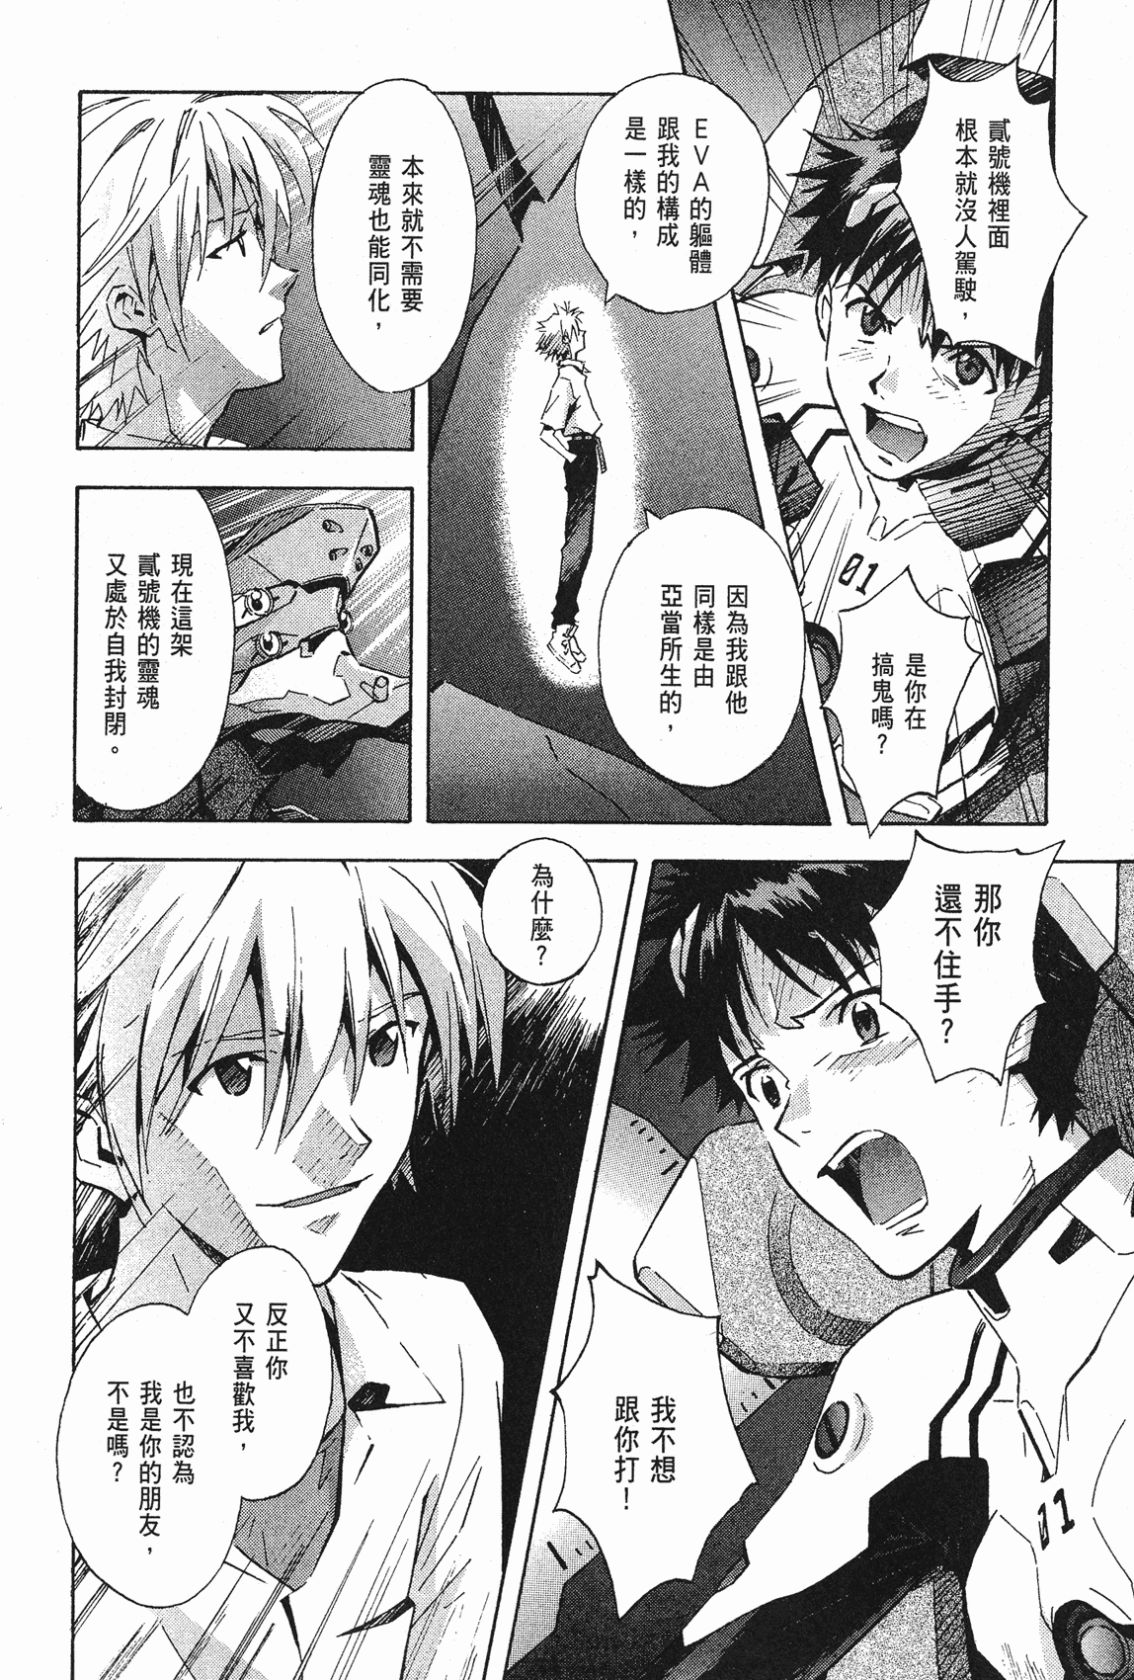 貳號機裡面
根本就沒人駕駛，
01
是你在
搞鬼嗎？
EVA的軀體
跟我的構成
是一樣的，
因為我跟他
同樣是由
亞當所生的，
本來就不需要
靈魂也能同化，
現在這架
貳號機的靈魂
又處於自我封閉。
那你
還不住手？
我不想
跟你打！
01
為什麼？
反正你
又不喜歡我，
也不認為
我是你的朋友，
不是嗎？